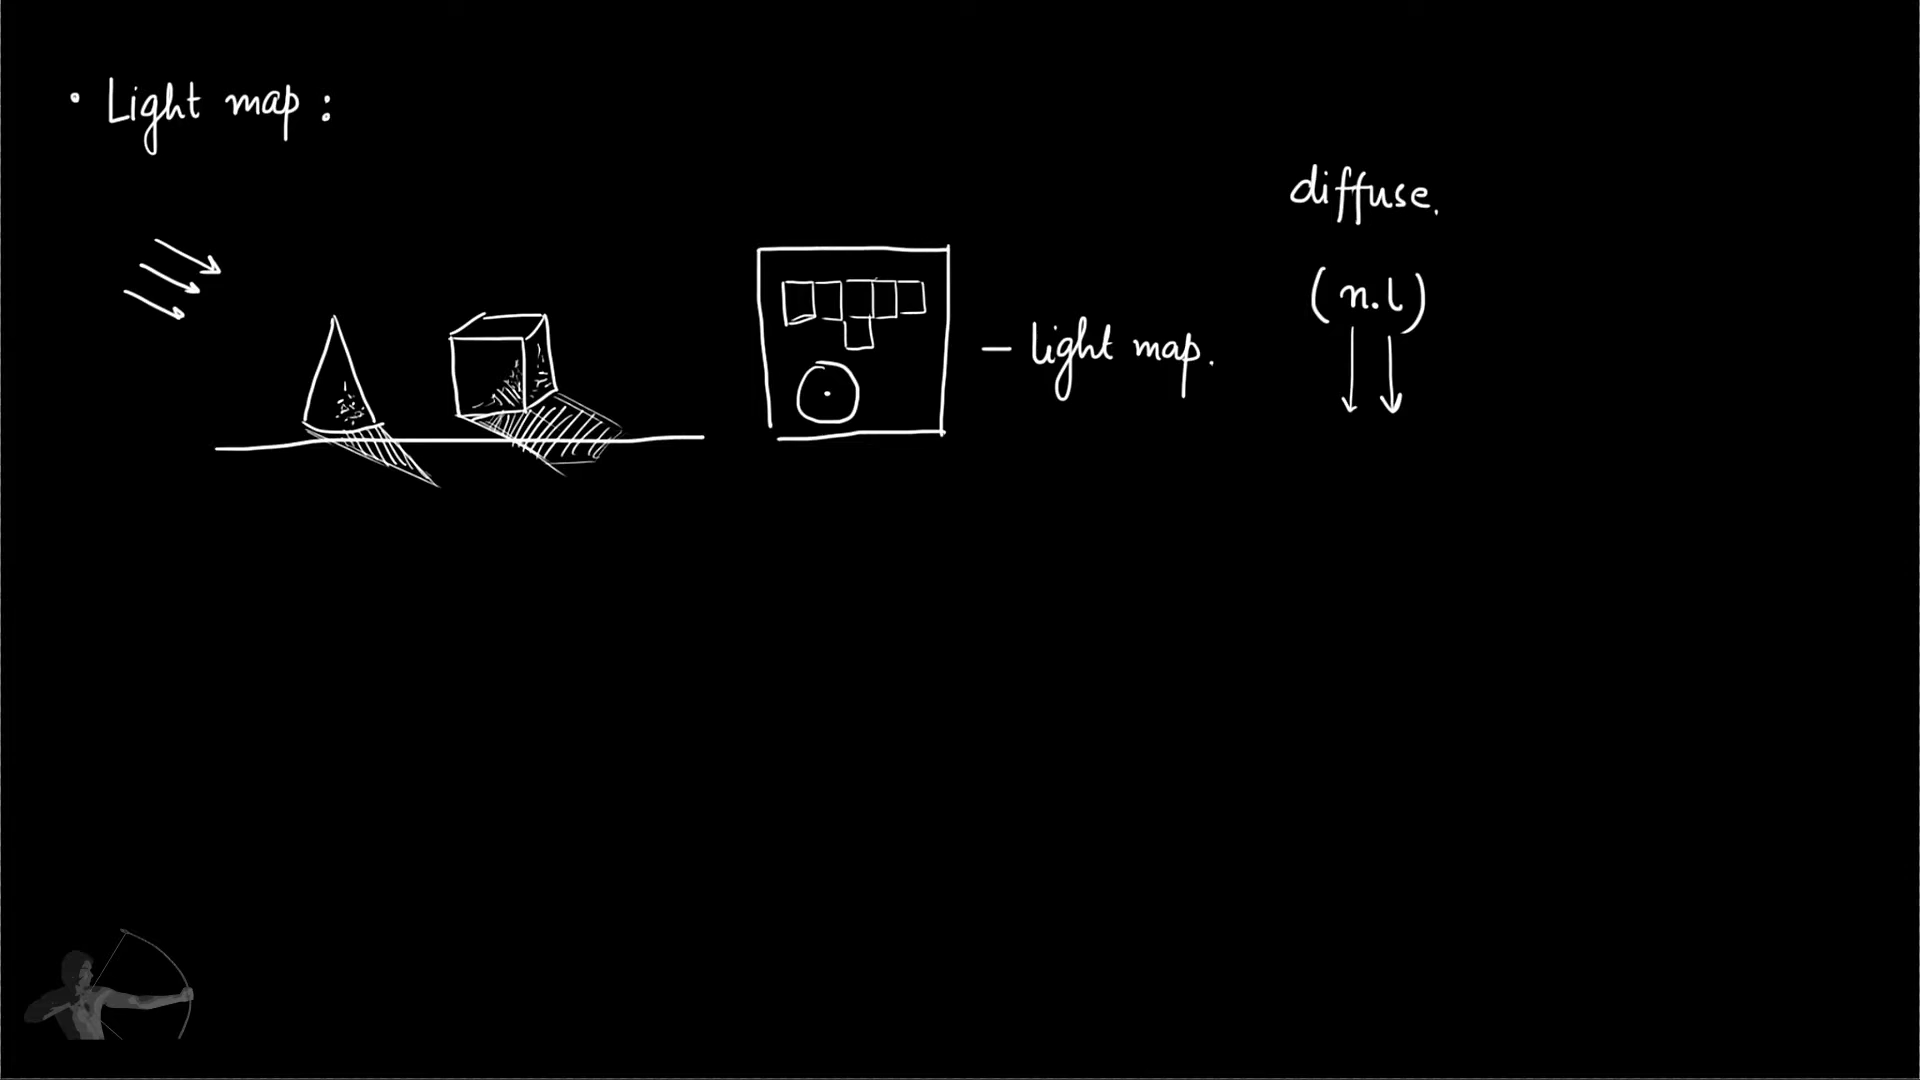 • Light map :
diffuse.
(n.l)
– light map.